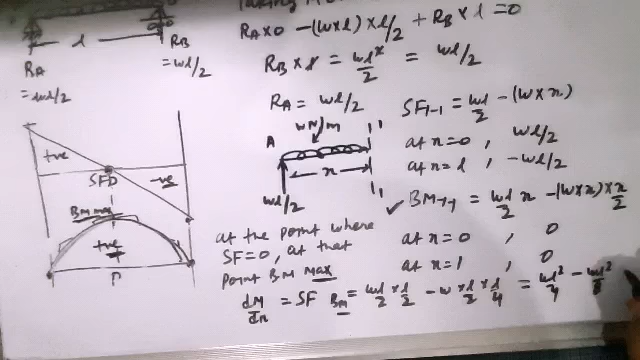 Taking
RA×0 -(w×l)×l/2 + RB×l =0
l
RB × l = wl²/2 = wl/2
RA
= wl/2
RB
= wl/2
RA = wl/2
SF1-1 = wl/2 - (w×x)
at x=0, wl/2
at x=l, -wl/2
w N/m
A
x
1
1
wl/2
+ve
SFD
-ve
BM max
+ve
P
✓ BM1-1 = wl/2 x - (w×x)×x/2
at the point where
SF=0, at that
point BM max
at x=0 , 0
at x=l , 0
dM/dx = SF
BM = wl/2 × l/2 - w×l/2×l/4 = wl²/4 - wl²/8